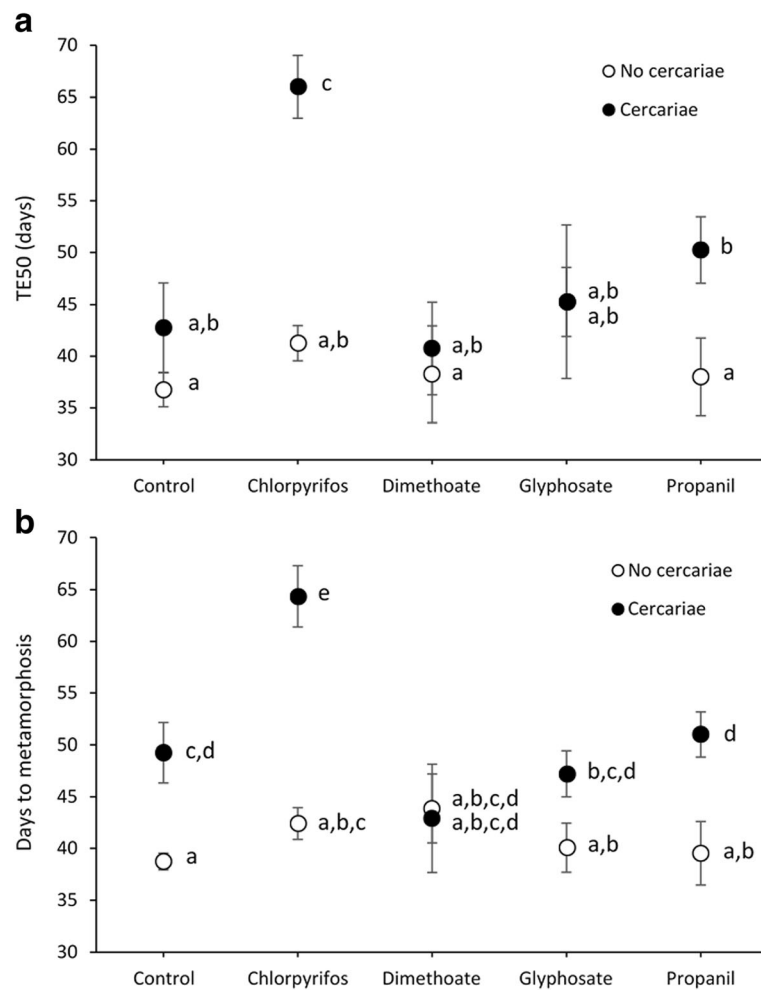 a
70
65
60
55
50
45
40
35
30
TE50 (days)
No cercariae
Cercariae
a,b
a
c
a,b
a,b
a
a,b
a,b
b
a
Control Chlorpyrifos Dimethoate Glyphosate Propanil
b
70
65
60
55
50
45
40
35
30
Days to metamorphosis
No cercariae
Cercariae
c,d
a
e
a,b,c
a,b,c,d
a,b,c,d
b,c,d
a,b
d
a,b
Control Chlorpyrifos Dimethoate Glyphosate Propanil